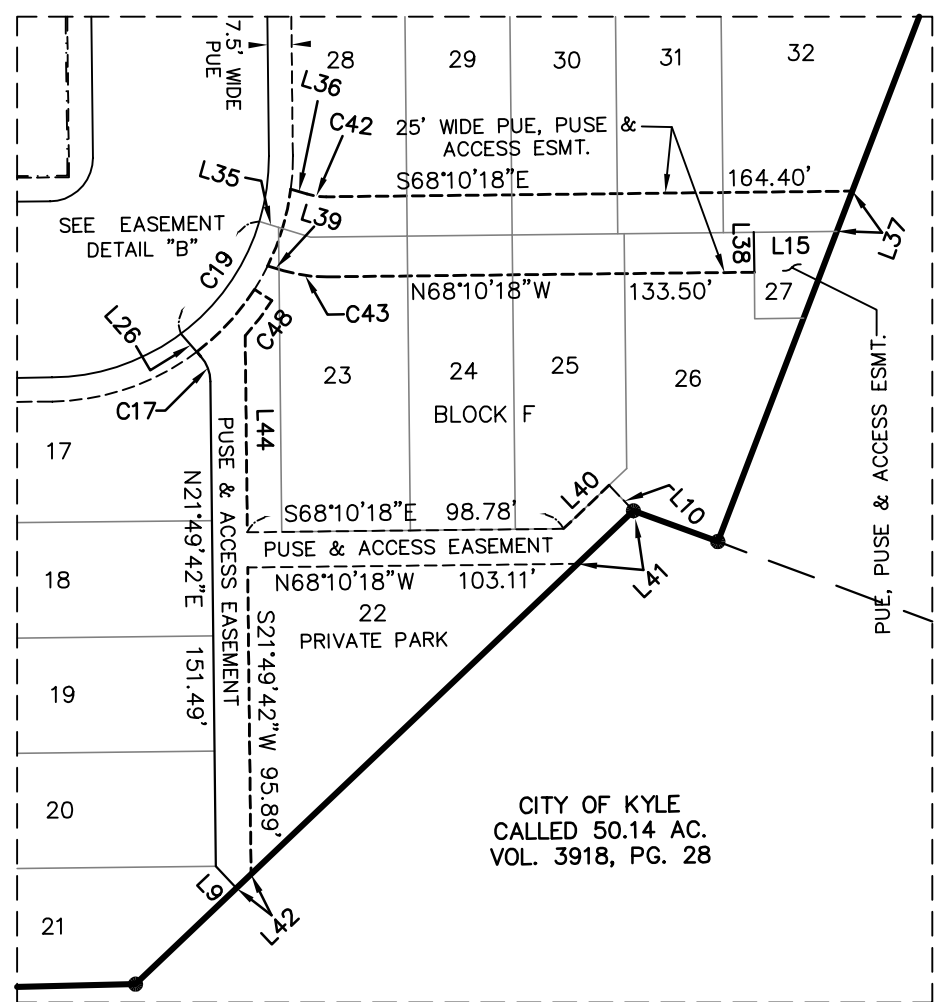 7.5' WIDE
PUE
28
29
30
31
32
L36
C42
25' WIDE PUE, PUSE &
ACCESS ESMT.
L35
S68°10'18"E
164.40'
SEE EASEMENT
DETAIL "B"
L39
L38
L15
L37
C19
N68°10'18"W
133.50'
27
C43
L26
C48
23
24
25
26
BLOCK F
C17
17
L44
PUE, PUSE & ACCESS ESMT.
L40
L10
S68°10'18"E 98.78'
PUSE & ACCESS EASEMENT
PUSE & ACCESS EASEMENT
N21°49'42"E 151.49'
18
N68°10'18"W 103.11'
L41
22
PRIVATE PARK
S21°49'42"W 95.89'
19
20
CITY OF KYLE
CALLED 50.14 AC.
VOL. 3918, PG. 28
L9
L42
21